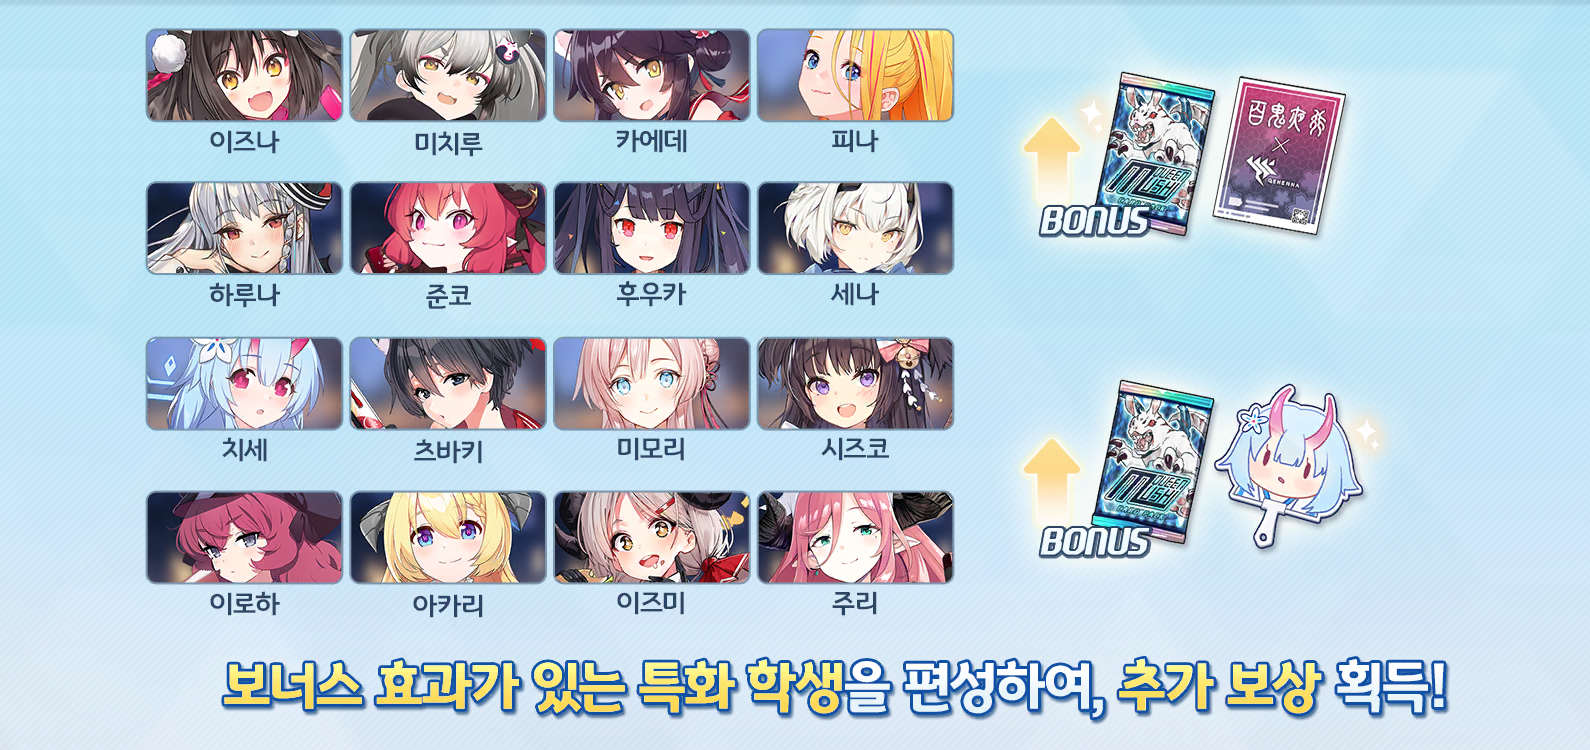 이즈나 미치루 카에데 피나
하루나 준코 후우카 세나
치세 츠바키 미모리 시즈코
이로하 아카리 이즈미 주리
BONUS
百鬼夜行
×
GEHENNA
BONUS
보너스 효과가 있는 특화 학생을 편성하여, 추가 보상 획득!